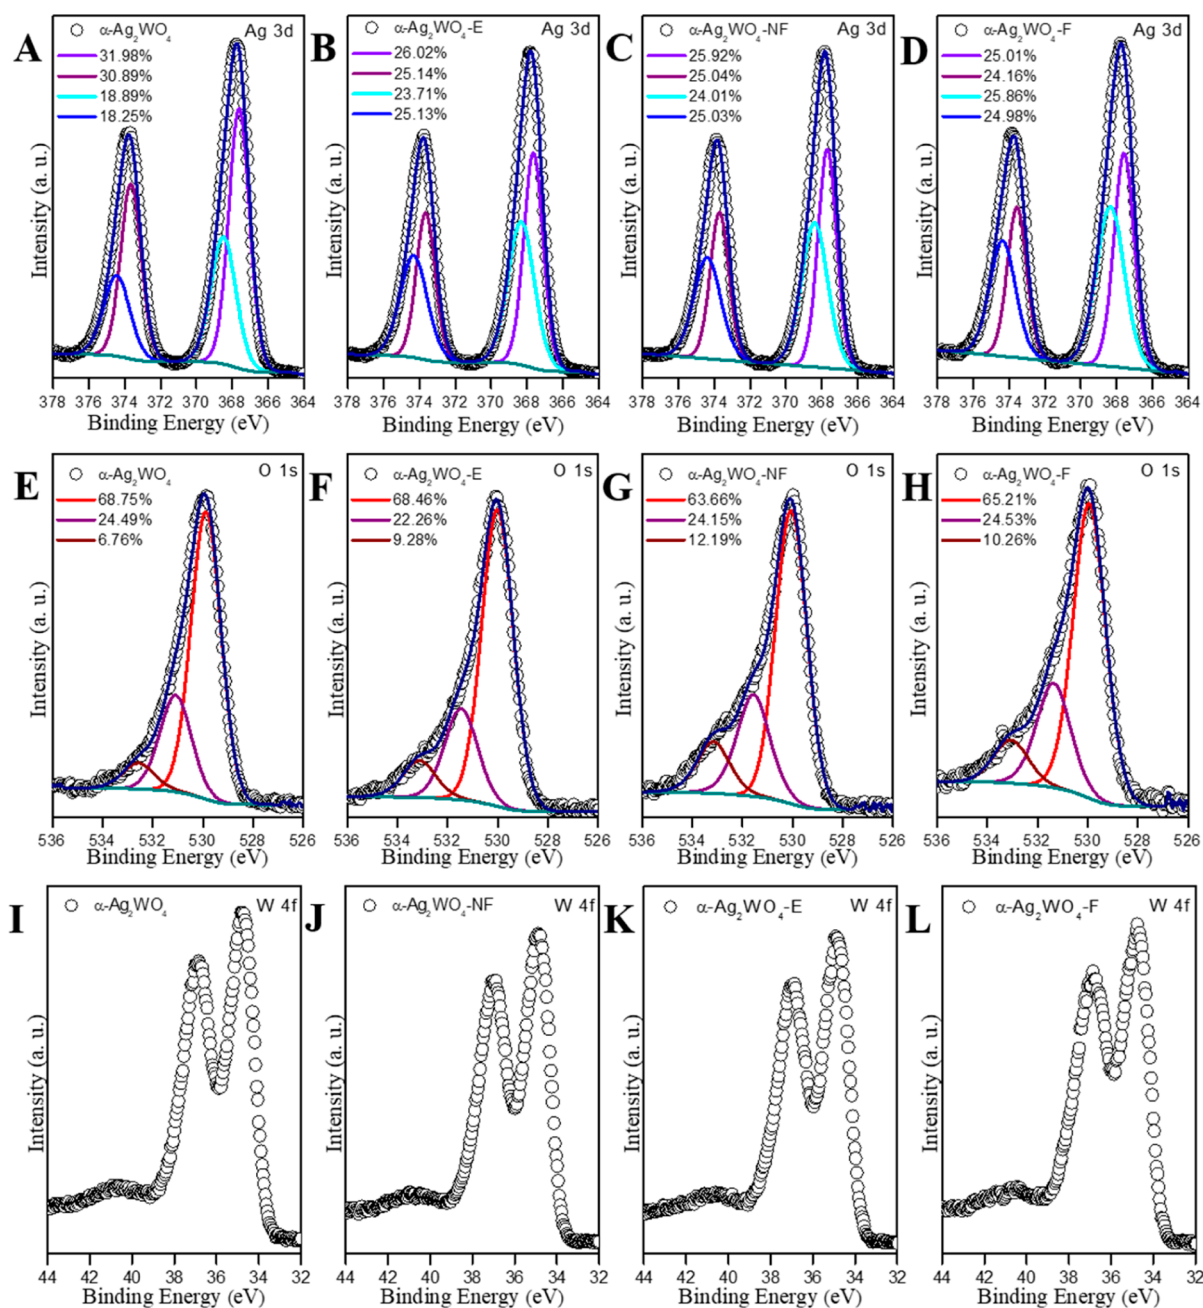 A
α-Ag₂WO₄ Ag 3d
31.98%
30.89%
18.89%
18.25%
Intensity (a. u.)
378 376 374 372 370 368 366 364
Binding Energy (eV)
B
α-Ag₂WO₄-E Ag 3d
26.02%
25.14%
23.71%
25.13%
Intensity (a. u.)
378 376 374 372 370 368 366 364
Binding Energy (eV)
C
α-Ag₂WO₄-NF Ag 3d
25.92%
25.04%
24.01%
25.03%
Intensity (a. u.)
378 376 374 372 370 368 366 364
Binding Energy (eV)
D
α-Ag₂WO₄-F Ag 3d
25.01%
24.16%
25.86%
24.98%
Intensity (a. u.)
378 376 374 372 370 368 366 364
Binding Energy (eV)
E
α-Ag₂WO₄ O 1s
68.75%
24.49%
6.76%
Intensity (a. u.)
536 534 532 530 528 526
Binding Energy (eV)
F
α-Ag₂WO₄-E O 1s
68.46%
22.26%
9.28%
Intensity (a. u.)
536 534 532 530 528 526
Binding Energy (eV)
G
α-Ag₂WO₄-NF O 1s
63.66%
24.15%
12.19%
Intensity (a. u.)
536 534 532 530 528 526
Binding Energy (eV)
H
α-Ag₂WO₄-F O 1s
65.21%
24.53%
10.26%
Intensity (a. u.)
536 534 532 530 528 526
Binding Energy (eV)
I
α-Ag₂WO₄ W 4f
Intensity (a. u.)
44 42 40 38 36 34 32
Binding Energy (eV)
J
α-Ag₂WO₄-NF W 4f
Intensity (a. u.)
44 42 40 38 36 34 32
Binding Energy (eV)
K
α-Ag₂WO₄-E W 4f
Intensity (a. u.)
44 42 40 38 36 34 32
Binding Energy (eV)
L
α-Ag₂WO₄-F W 4f
Intensity (a. u.)
44 42 40 38 36 34 32
Binding Energy (eV)